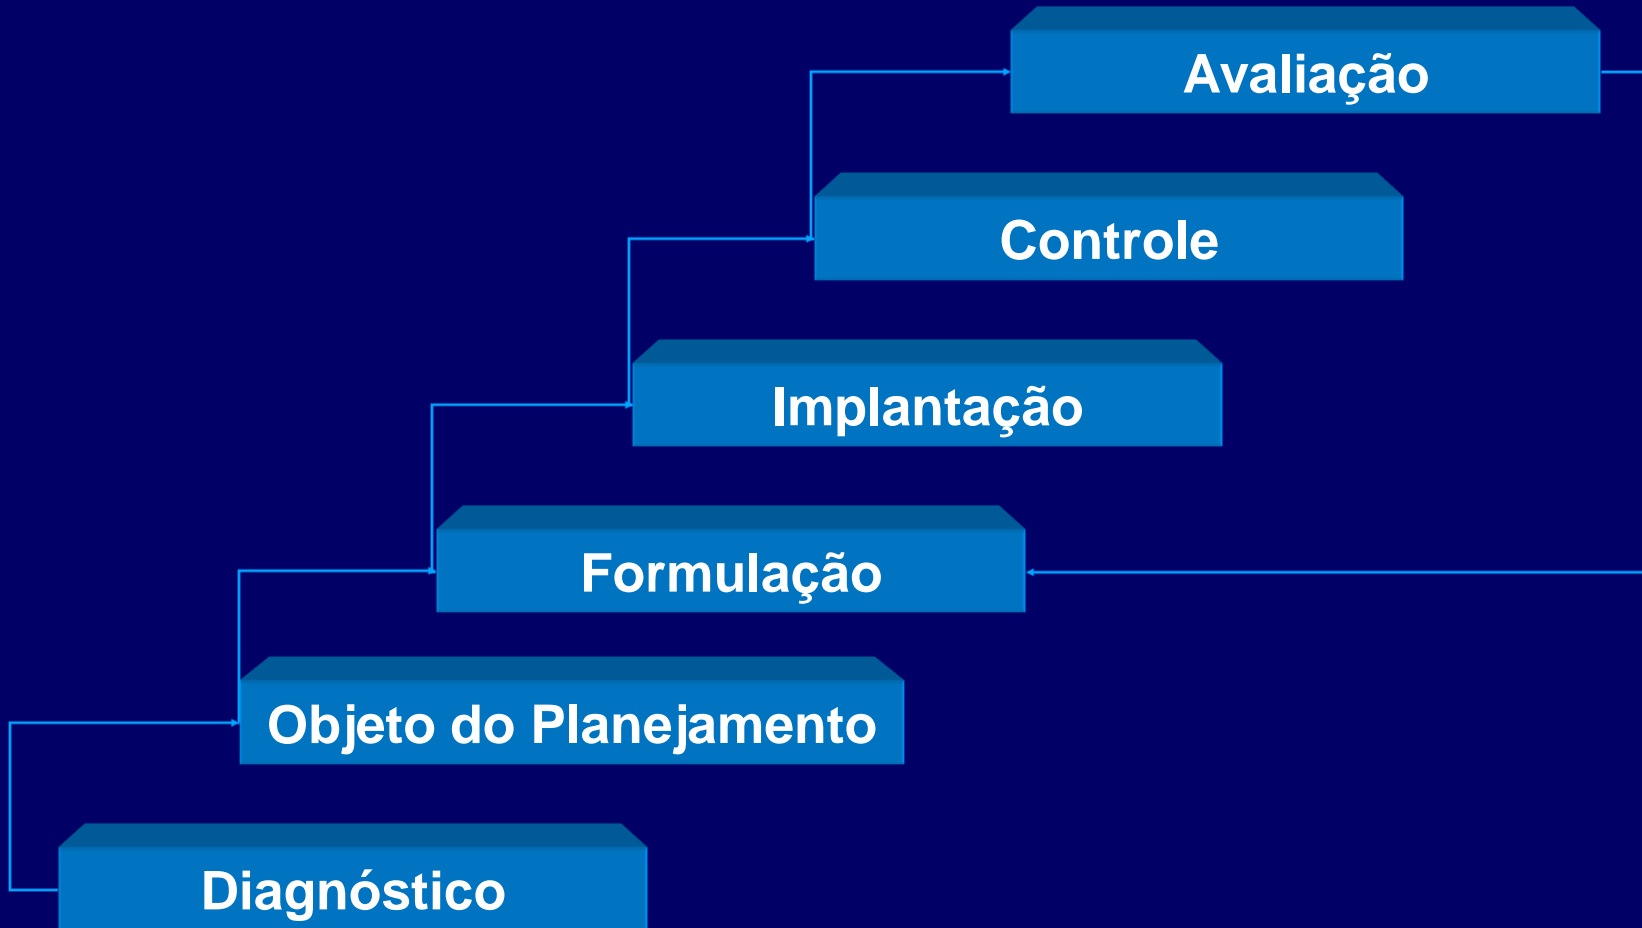 Avaliação
Controle
Implantação
Formulação
Objeto do Planejamento
Diagnóstico